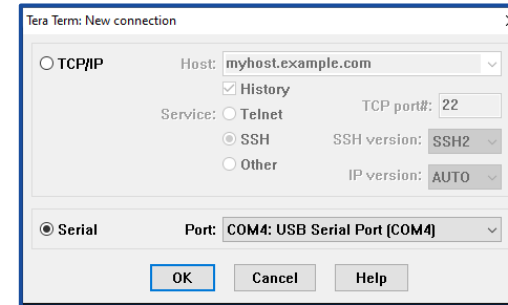 Tera Term: New connection
TCP/IP Host: myhost.example.com
History
Service: Telnet TCP port#: 22
SSH SSH version: SSH2
Other IP version: AUTO
Serial Port: COM4: USB Serial Port (COM4)
OK Cancel Help